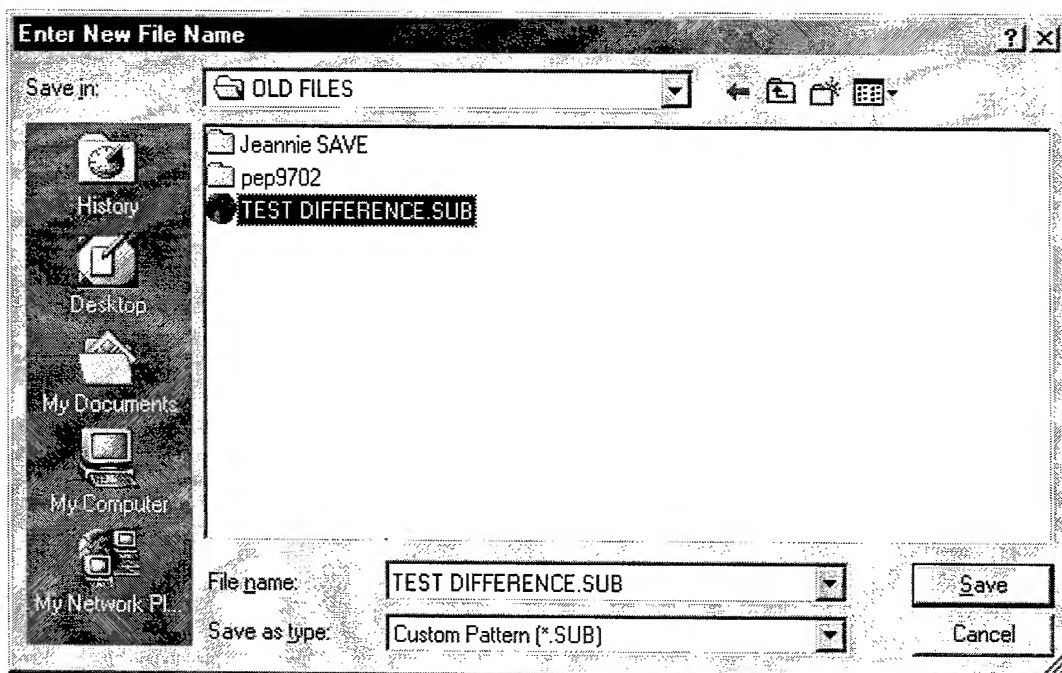 Enter New File Name
Save in:
OLD FILES
History
Desktop
My Documents
My Computer
My Network Pl...
Jeannie SAVE
pep9702
TEST DIFFERENCE.SUB
File name:
TEST DIFFERENCE.SUB
Save
Save as type:
Custom Pattern (*.SUB)
Cancel